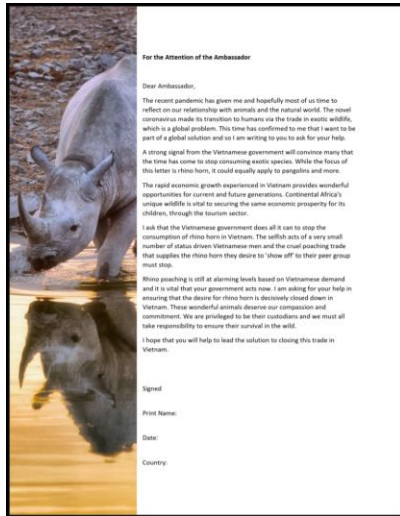 For the Attention of the Ambassador
Dear Ambassador,
The recent pandemic has given me and hopefully most of us time to
reflect on our relationship with animals and the natural world. The novel
coronavirus made its transition to humans via the trade in exotic wildlife,
which is a global problem. This time has confirmed to me that I want to be
part of a global solution and so I am writing to you to ask for your help.
A strong signal from the Vietnamese government will convince many that
the time has come to stop consuming exotic species. While the focus of
this letter is rhino horn, it could equally apply to pangolins and more.
The rapid economic growth experienced in Vietnam provides wonderful
opportunities for current and future generations. Continental Africa's
unique wildlife is vital to securing the same economic prosperity for its
children, through the tourism sector.
I ask that the Vietnamese government does all it can to stop the
consumption of rhino horn in Vietnam. The selfish acts of a very small
number of status driven Vietnamese men and the cruel poaching trade
that supplies the rhino horn they desire to 'show off' to their peer group
must stop.
Rhino poaching is still at alarming levels based on Vietnamese demand
and it is vital that your government acts now. I am asking for your help in
ensuring that the desire for rhino horn is decisively closed down in
Vietnam. These wonderful animals deserve our compassion and
commitment. We are privileged to be their custodians and we must all
take responsibility to ensure their survival in the wild.
I hope that you will help to lead the solution to closing this trade in
Vietnam.
Signed
Print Name:
Date:
Country: